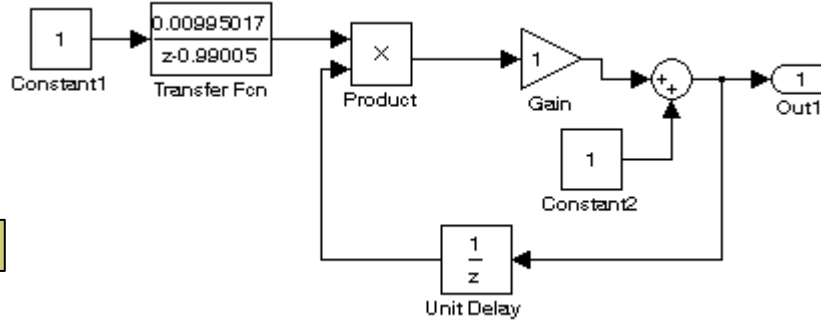 1
Constant1
0.00995017
z-0.99005
Transfer Fcn
×
Product
1
Gain
++
1
Out1
1
Constant2
1
z
Unit Delay